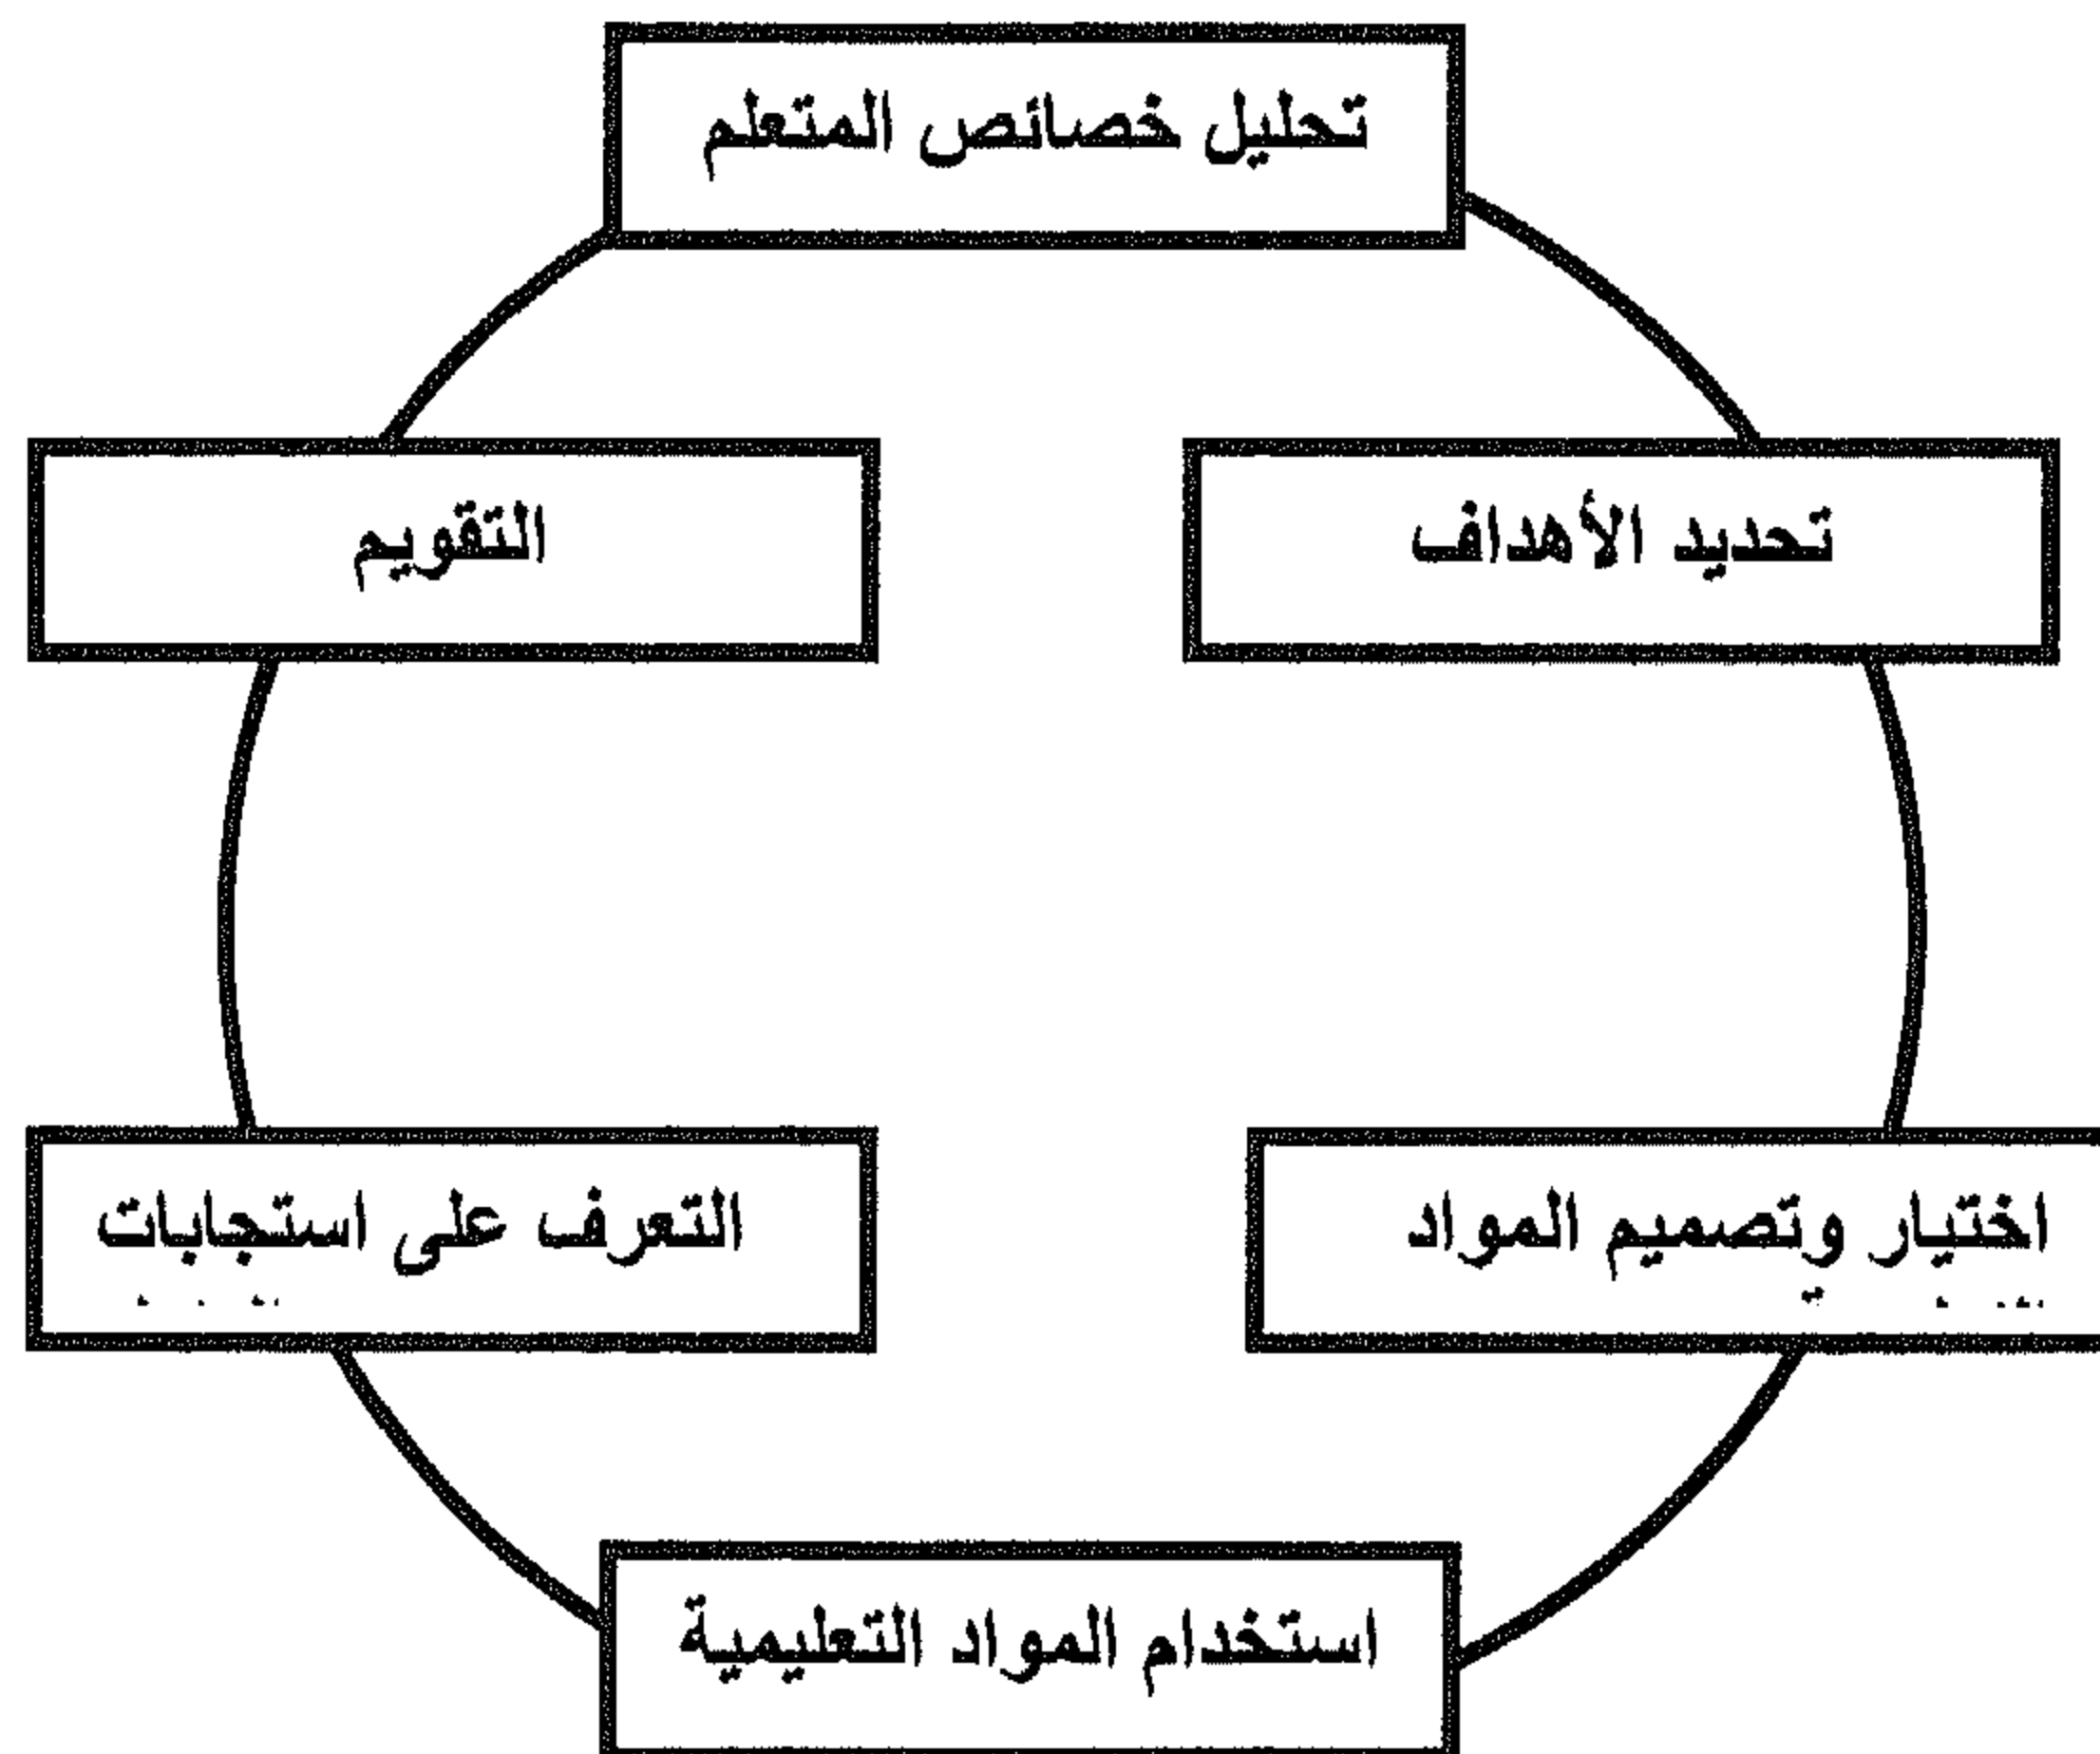 تحليل خصائص المتعلم
تحديد الأهداف
التقويم
اختيار وتصميم المواد
التعرف على استجابات
استخدام المواد التعليمية